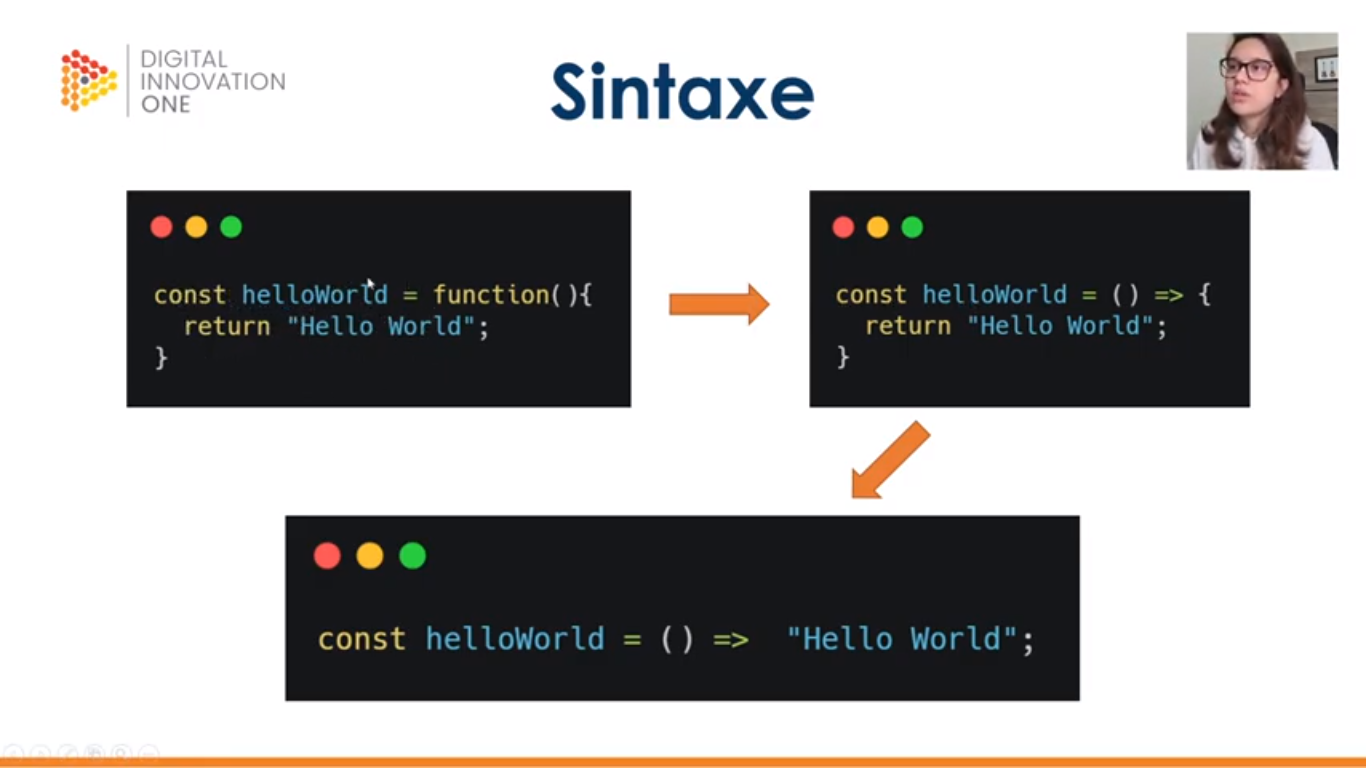 DIGITAL
INNOVATION
ONE
Sintaxe
const helloWorld = function(){
  return "Hello World";
}
const helloWorld = () => {
  return "Hello World";
}
const helloWorld = () =>  "Hello World";